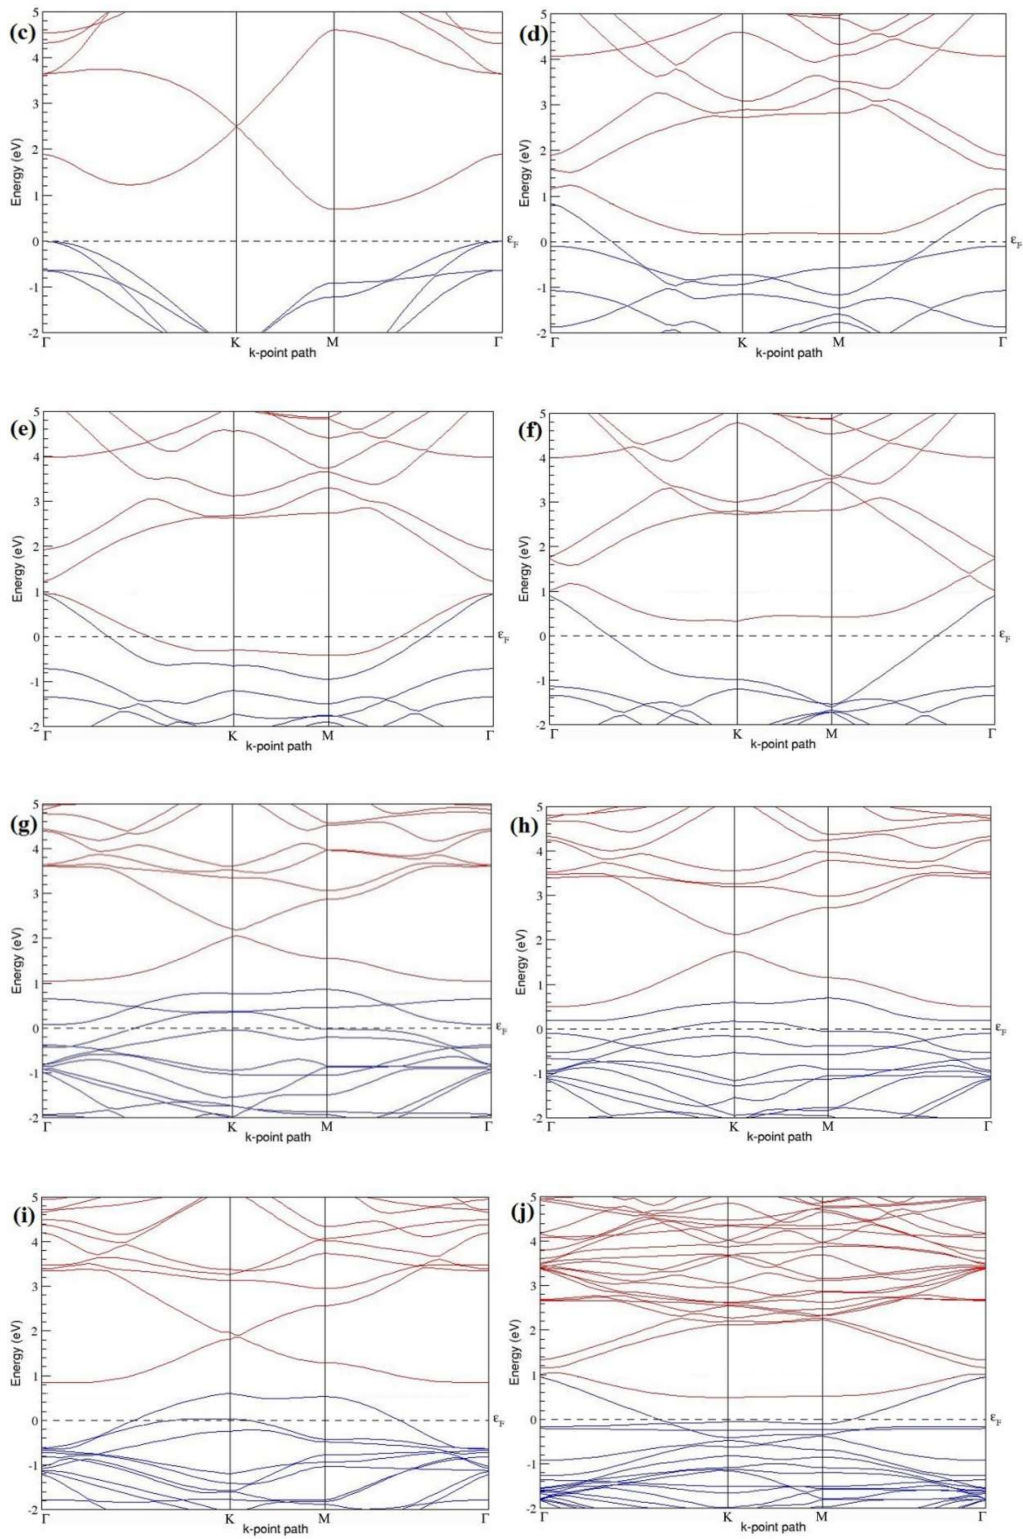 (c)
5
4
3
2
1
0
-1
-2
Energy (eV)
εF
Γ K M Γ
k-point path
(d)
5
4
3
2
1
0
-1
-2
Energy (eV)
εF
Γ K M Γ
k-point path
(e)
5
4
3
2
1
0
-1
-2
Energy (eV)
εF
Γ K M Γ
k-point path
(f)
5
4
3
2
1
0
-1
-2
Energy (eV)
εF
Γ K M Γ
k-point path
(g)
5
4
3
2
1
0
-1
-2
Energy (eV)
εF
Γ K M Γ
k-point path
(h)
5
4
3
2
1
0
-1
-2
Energy (eV)
εF
Γ K M Γ
k-point path
(i)
5
4
3
2
1
0
-1
-2
Energy (eV)
εF
Γ K M Γ
k-point path
(j)
5
4
3
2
1
0
-1
-2
Energy (eV)
εF
Γ K M Γ
k-point path